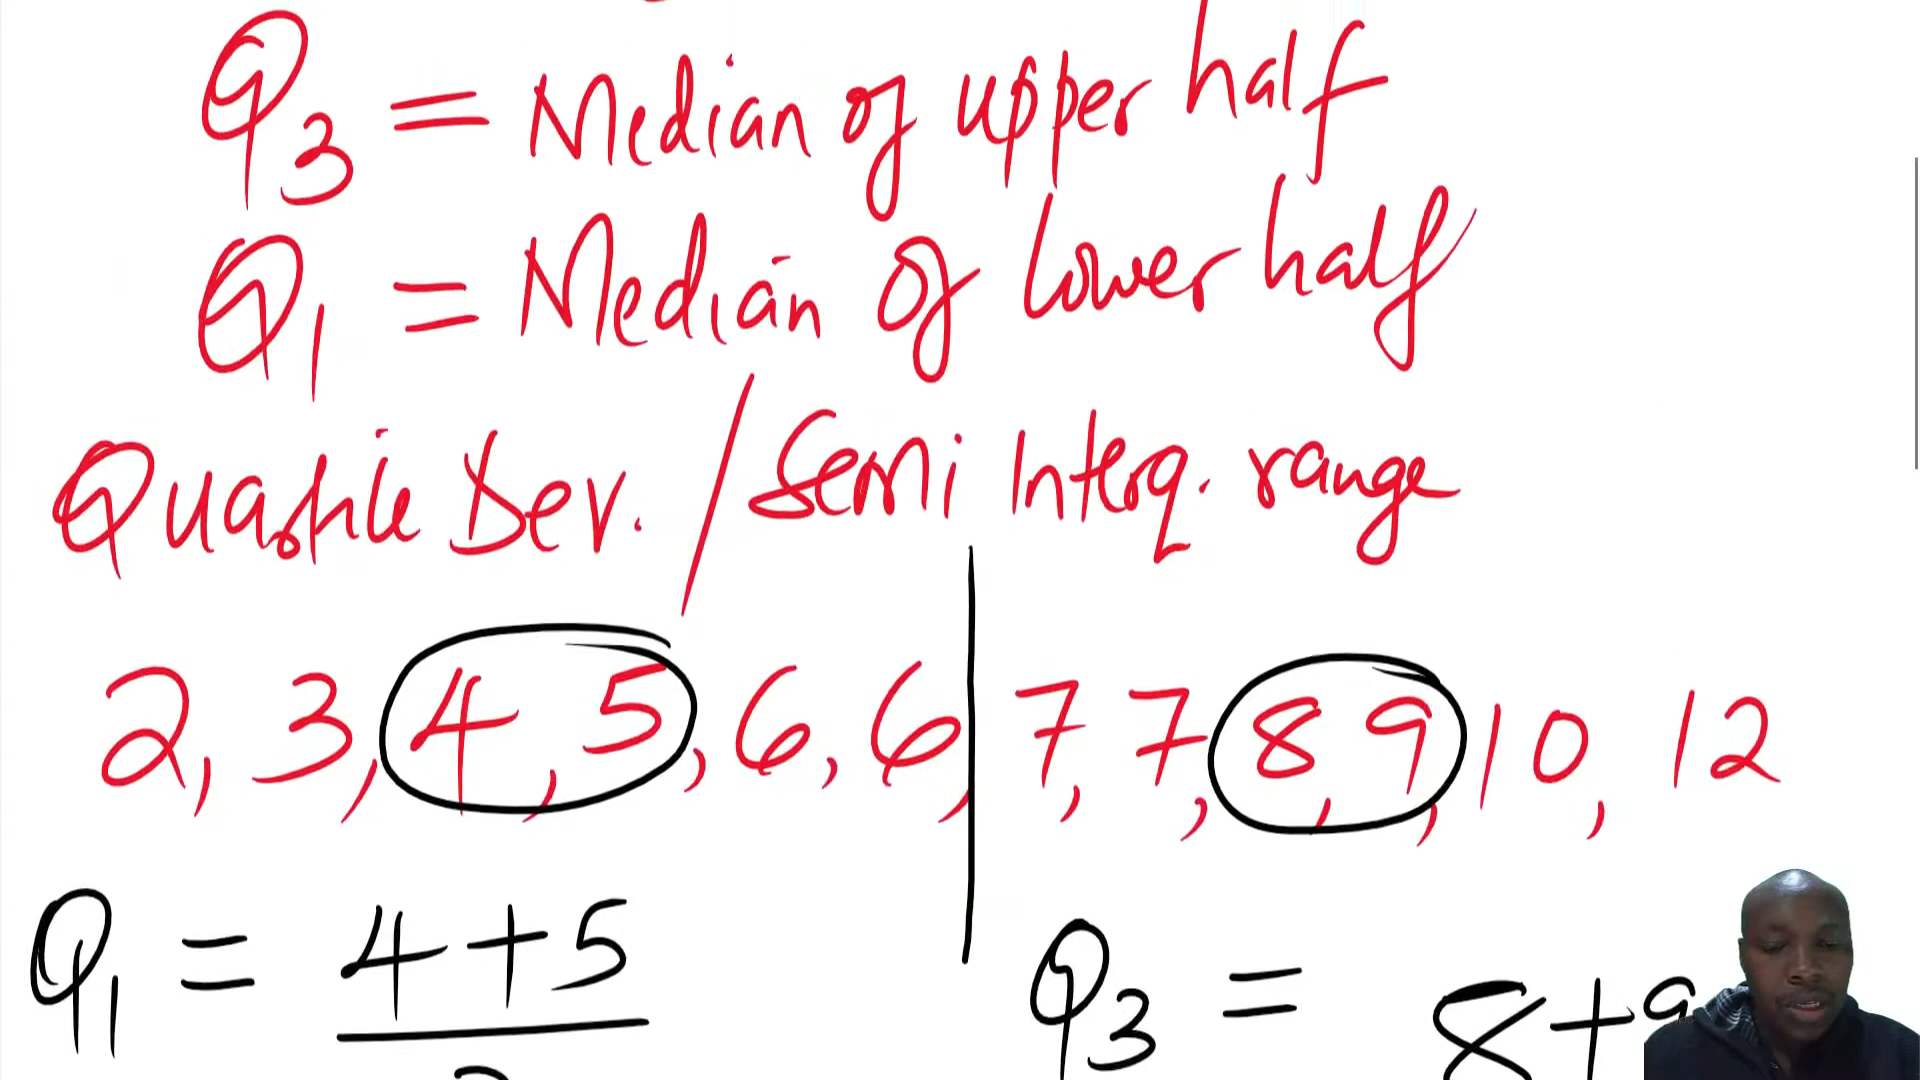 Q3 = Median of upper half
Q1 = Median of lower half
Quartile Dev. / Semi Interq. range
2, 3, 4, 5, 6, 6, 7, 7, 8, 9, 10, 12
Q1 = 4+5
Q3 = 8+9